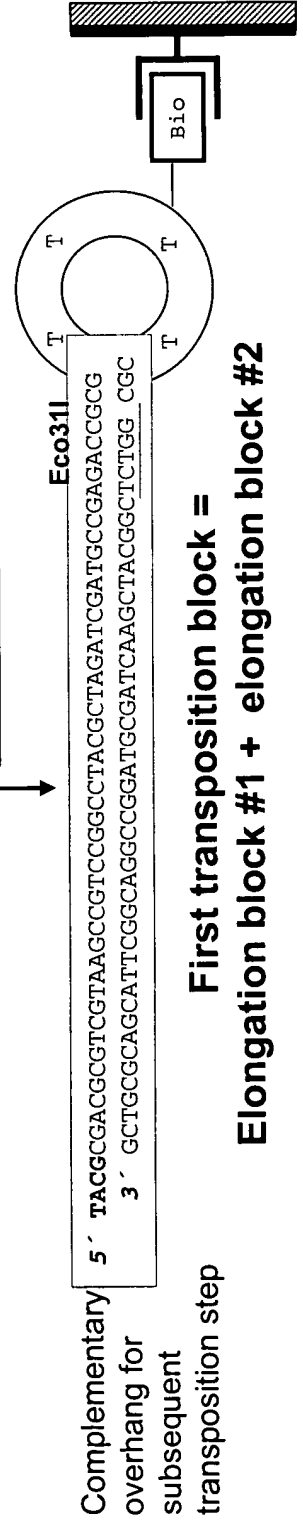 Eco31I
Complementary
overhang for
subsequent
transposition step
5´ TACGCGACGCGTCGTAAGCCGTCCGGCCTACGCTAGATCGATGCCGAGACCGCG
3´ GCTGCGCAGCATTCGGCAGGCCGGATGCGATCAAGCTACGGCTCTGG CGC
T T
T T
Bio
First transposition block =
Elongation block #1 + elongation block #2